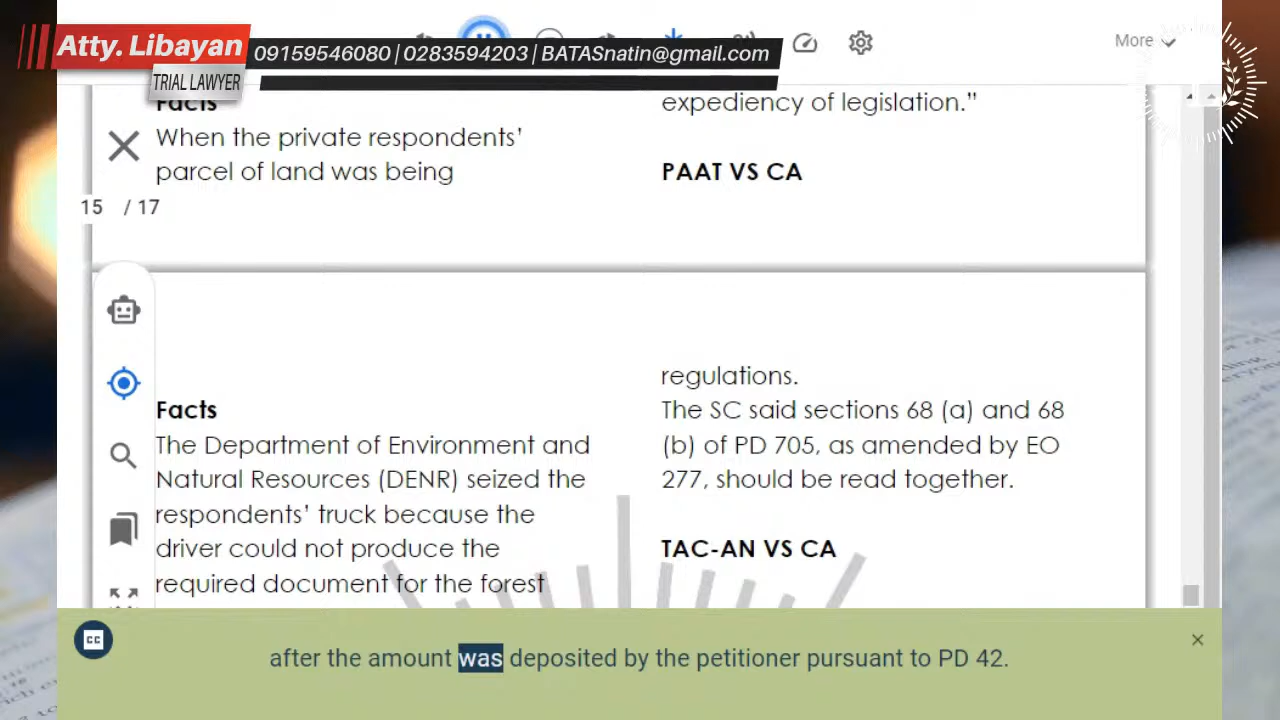 Atty. Libayan
TRIAL LAWYER
09159546080 | 0283594203 | BATASnatin@gmail.com
More
Facts
When the private respondents'
parcel of land was being
expediency of legislation.”
PAAT VS CA
15 / 17
Facts
The Department of Environment and
Natural Resources (DENR) seized the
respondents' truck because the
driver could not produce the
required document for the forest
regulations.
The SC said sections 68 (a) and 68
(b) of PD 705, as amended by EO
277, should be read together.
TAC-AN VS CA
CC
after the amount was deposited by the petitioner pursuant to PD 42.